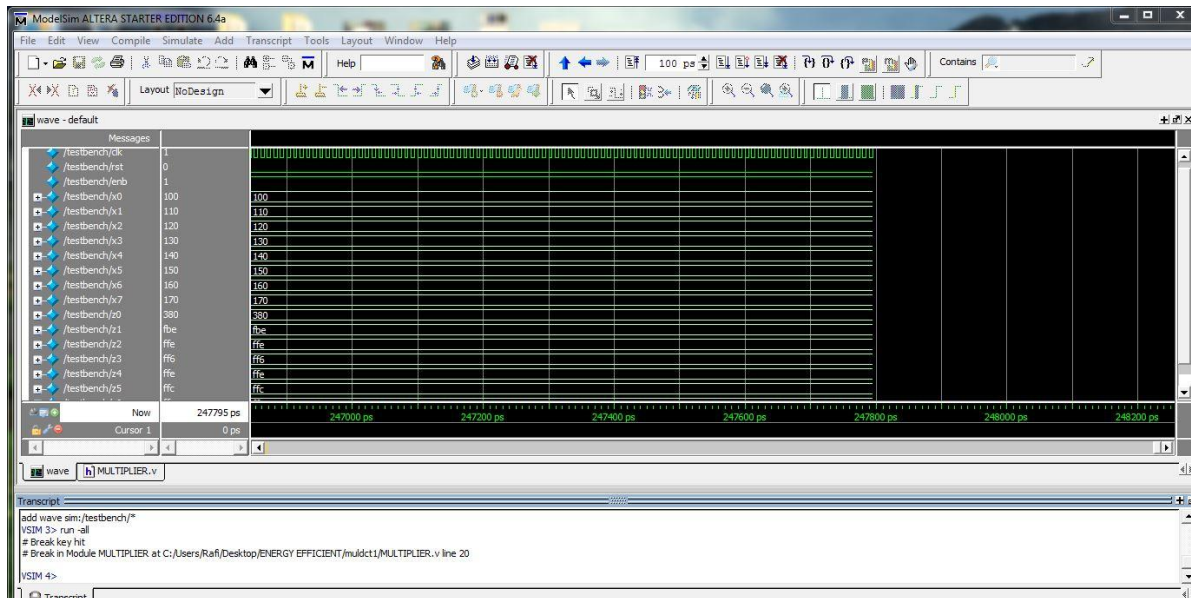 ModelSim ALTERA STARTER EDITION 6.4a
File Edit View Compile Simulate Add Transcript Tools Layout Window Help
Help 100 ps Contains
Layout NoDesign
wave - default
Messages
/testbench/clk 1
/testbench/rst 0
/testbench/enb 1
/testbench/x0 100 100
/testbench/x1 110 110
/testbench/x2 120 120
/testbench/x3 130 130
/testbench/x4 140 140
/testbench/x5 150 150
/testbench/x6 160 160
/testbench/x7 170 170
/testbench/z0 380 380
/testbench/z1 fbe fbe
/testbench/z2 ffe ffe
/testbench/z3 ff6 ff6
/testbench/z4 ffe ffe
/testbench/z5 ffc ffc
Now 247795 ps 247000 ps 247200 ps 247400 ps 247600 ps 247800 ps 248000 ps 248200 ps
Cursor 1 0 ps
wave MULTIPLIER.v
Transcript
add wave sim:/testbench/*
VSIM 3> run -all
# Break key hit
# Break in Module MULTIPLIER at C:/Users/Rafi/Desktop/ENERGY EFFICIENT/muldct1/MULTIPLIER.v line 20
VSIM 4>
Transcript